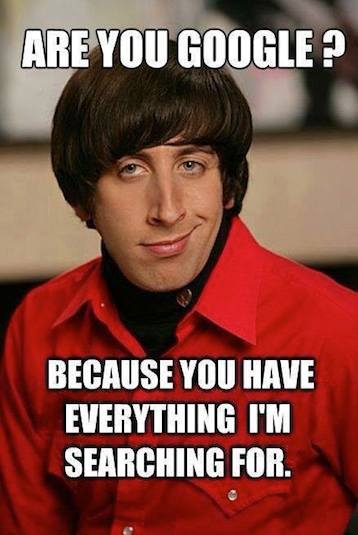 ARE YOU GOOGLE ?
BECAUSE YOU HAVE
EVERYTHING I'M
SEARCHING FOR.